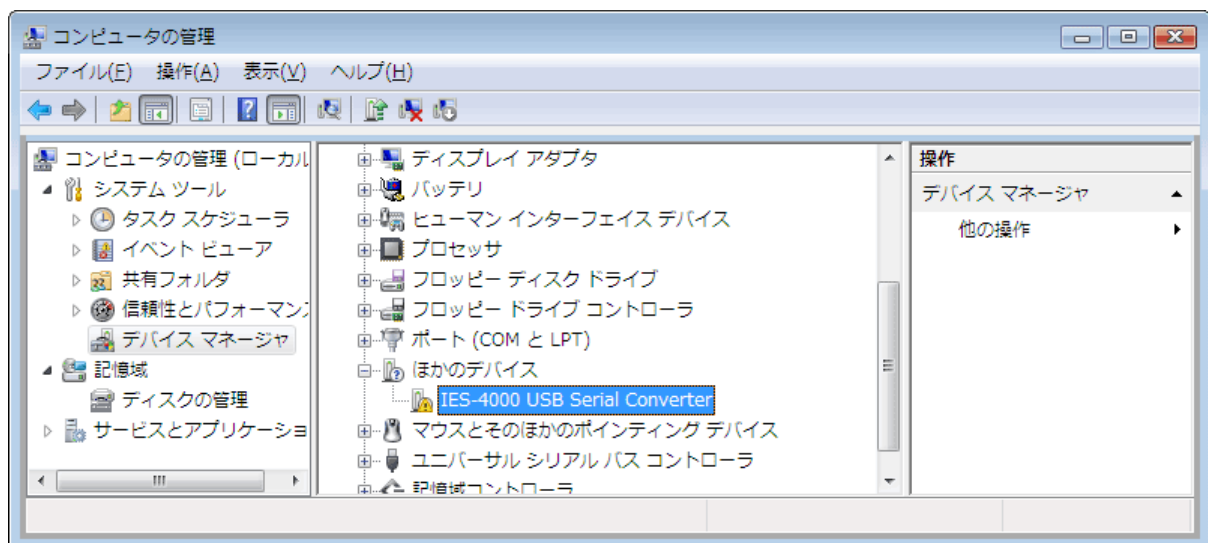 コンピュータの管理
ファイル(F) 操作(A) 表示(V) ヘルプ(H)
コンピュータの管理 (ローカル
システム ツール
タスク スケジューラ
イベント ビューア
共有フォルダ
信頼性とパフォーマンス
デバイス マネージャ
記憶域
ディスクの管理
サービスとアプリケーショ
ディスプレイ アダプタ
バッテリ
ヒューマン インターフェイス デバイス
プロセッサ
フロッピー ディスク ドライブ
フロッピー ドライブ コントローラ
ポート (COM と LPT)
ほかのデバイス
IES-4000 USB Serial Converter
マウスとそのほかのポインティング デバイス
ユニバーサル シリアル バス コントローラ
記憶域コントローラ
操作
デバイス マネージャ
他の操作